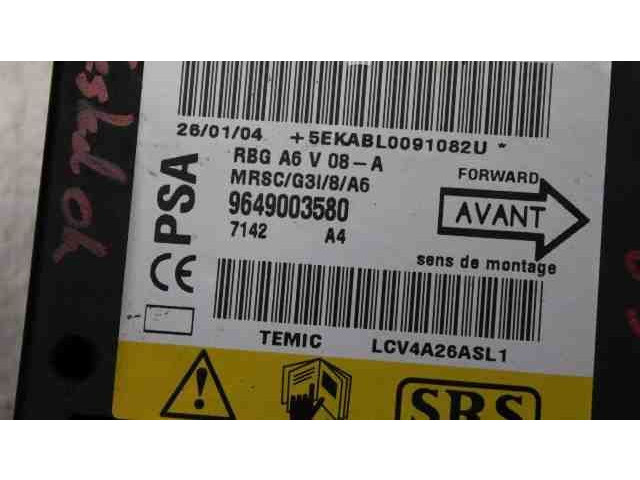 26/01/04 +5EKABL0091082U *
RBG A6 V 08-A
MRSC/G3I/8/A6
9649003580
7142 A4
PSA
CE
FORWARD
AVANT
sens de montage
TEMIC LCV4A26ASL1
SRS
ok